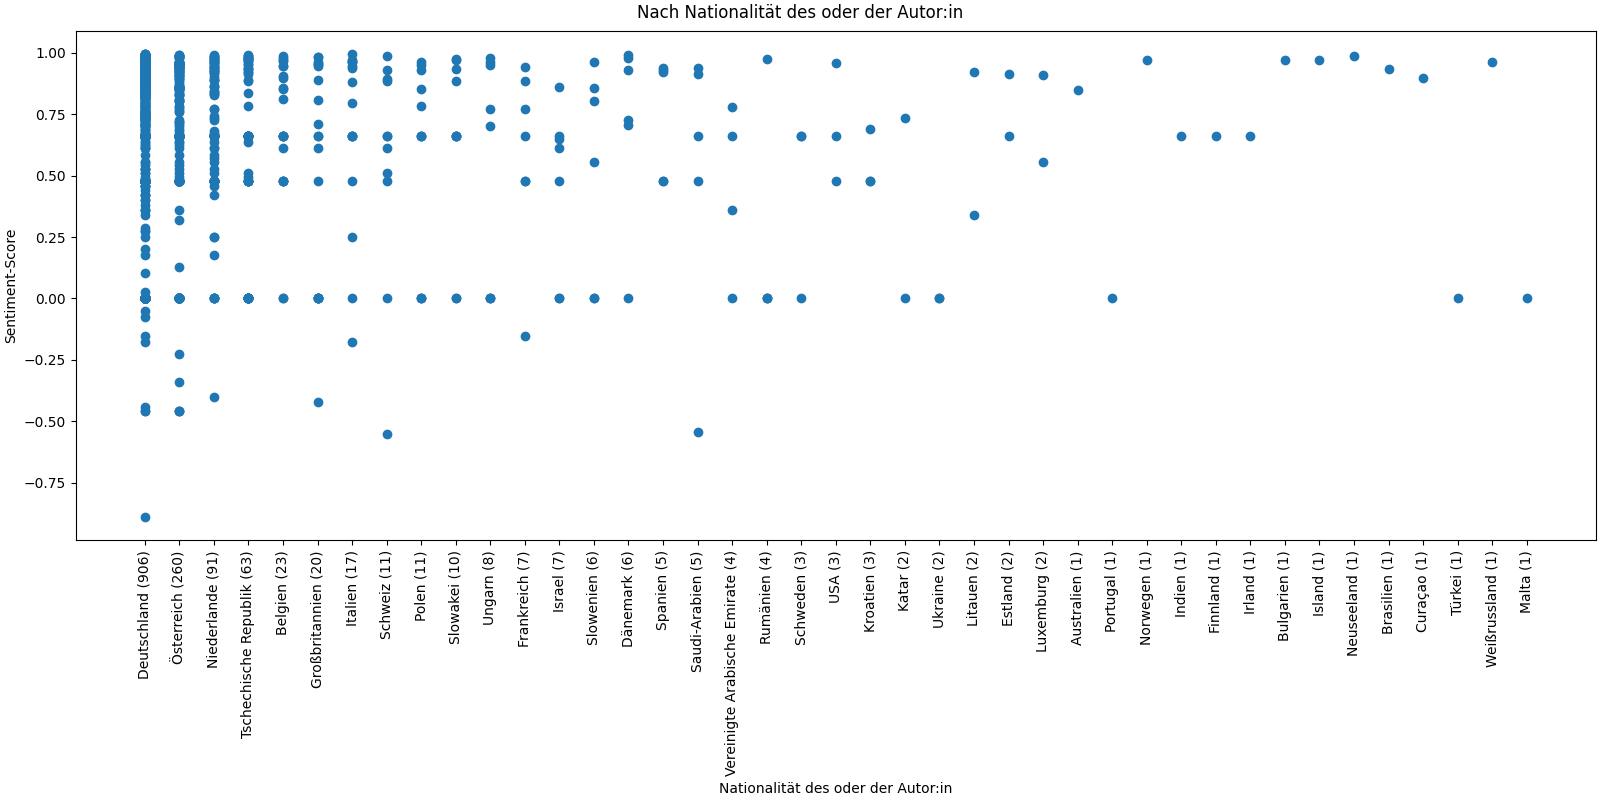 Nach Nationalität des oder der Autor:in
Sentiment-Score
1.00
0.75
0.50
0.25
0.00
−0.25
−0.50
−0.75
Deutschland (906)
Österreich (260)
Niederlande (91)
Tschechische Republik (63)
Belgien (23)
Großbritannien (20)
Italien (17)
Schweiz (11)
Polen (11)
Slowakei (10)
Ungarn (8)
Frankreich (7)
Israel (7)
Slowenien (6)
Dänemark (6)
Spanien (5)
Saudi-Arabien (5)
Vereinigte Arabische Emirate (4)
Rumänien (4)
Schweden (3)
USA (3)
Kroatien (3)
Katar (2)
Ukraine (2)
Litauen (2)
Estland (2)
Luxemburg (2)
Australien (1)
Portugal (1)
Norwegen (1)
Indien (1)
Finnland (1)
Irland (1)
Bulgarien (1)
Island (1)
Neuseeland (1)
Brasilien (1)
Curaçao (1)
Türkei (1)
Weißrussland (1)
Malta (1)
Nationalität des oder der Autor:in